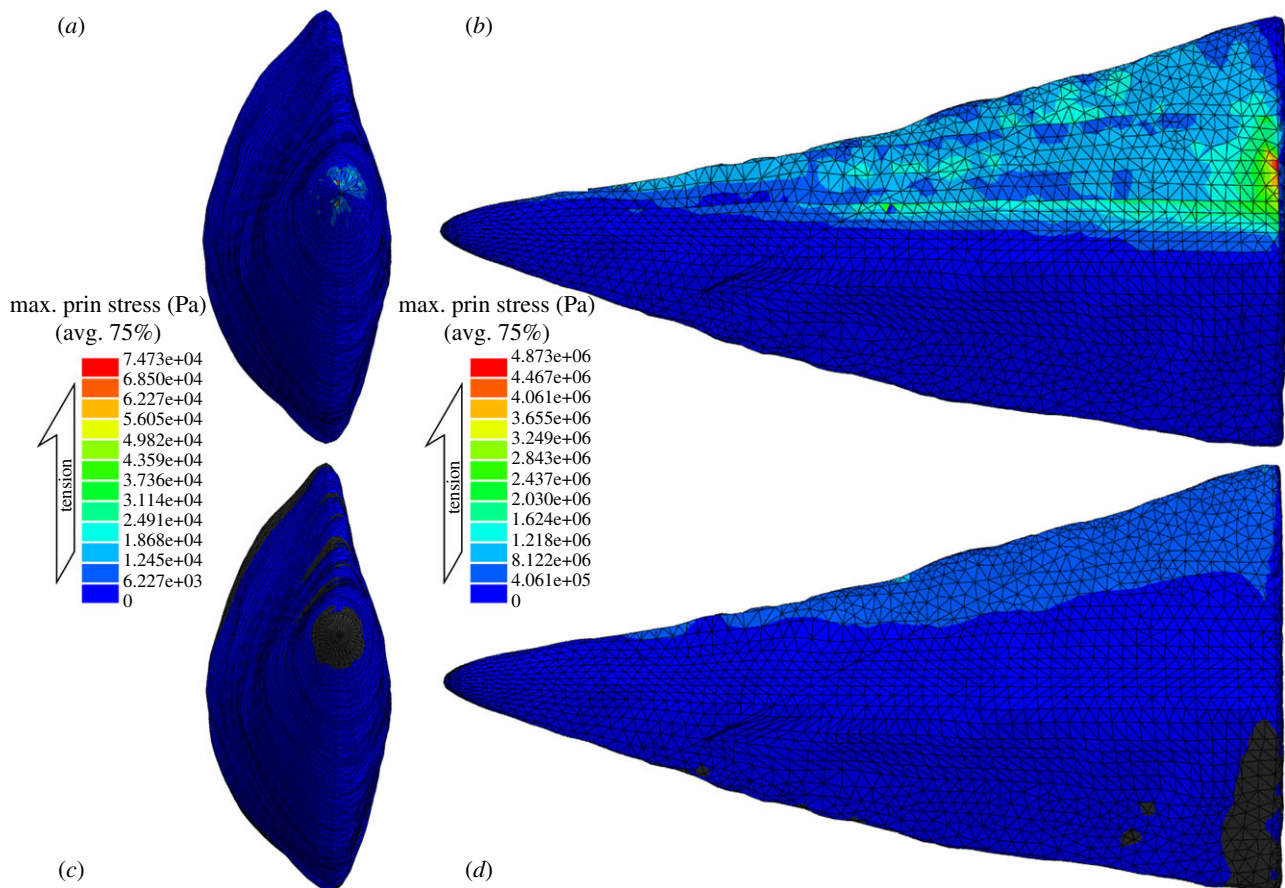 (a)
(b)
max. prin stress (Pa)
(avg. 75%)
tension
7.473e+04
6.850e+04
6.227e+04
5.605e+04
4.982e+04
4.359e+04
3.736e+04
3.114e+04
2.491e+04
1.868e+04
1.245e+04
6.227e+03
0
max. prin stress (Pa)
(avg. 75%)
tension
4.873e+06
4.467e+06
4.061e+06
3.655e+06
3.249e+06
2.843e+06
2.437e+06
2.030e+06
1.624e+06
1.218e+06
8.122e+06
4.061e+05
0
(c)
(d)